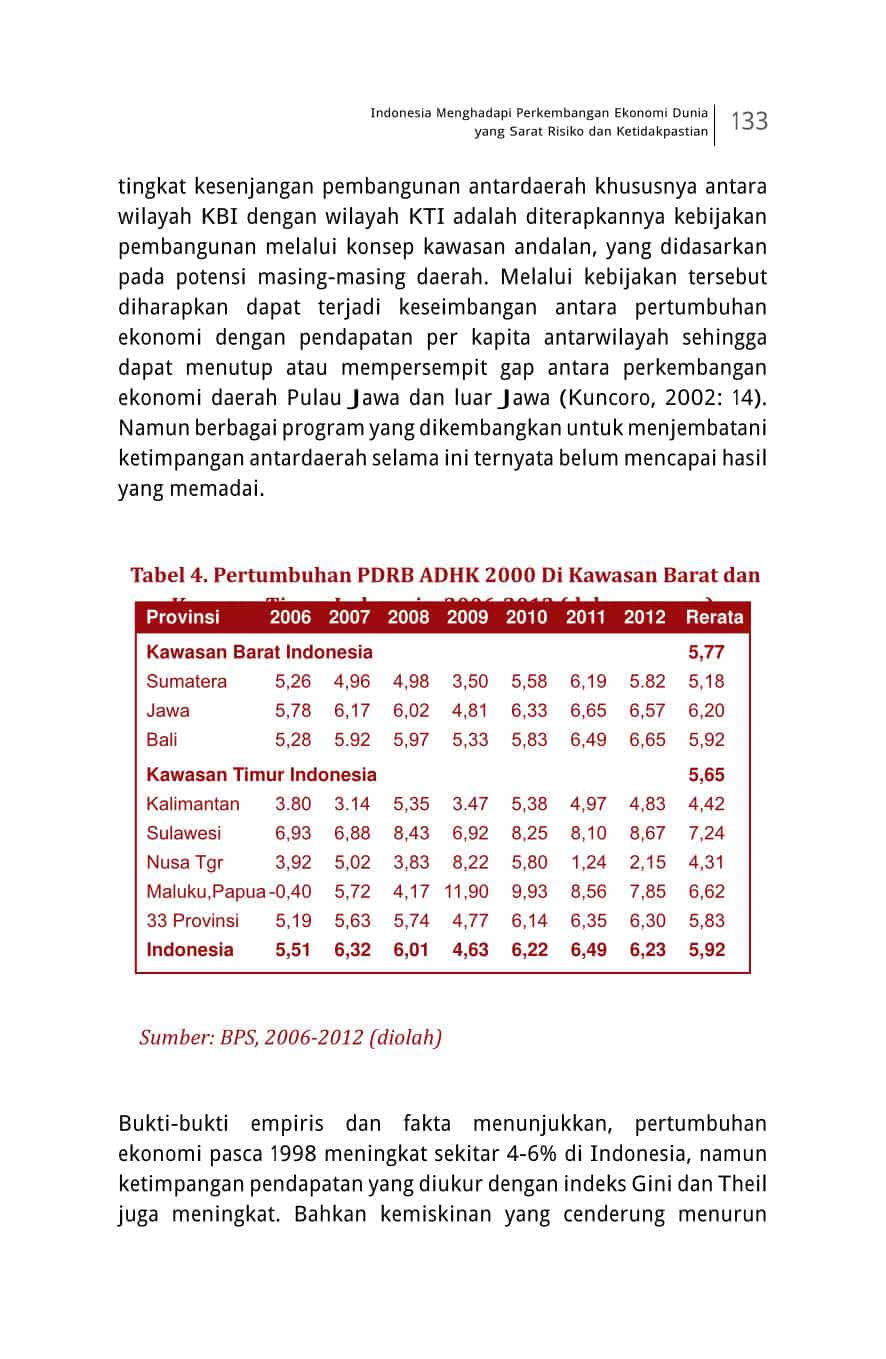 Indonesia Menghadapi Perkembangan Ekonomi Dunia
yang Sarat Risiko dan Ketidakpastian
133
tingkat kesenjangan pembangunan antardaerah khususnya antara
wilayah KBI dengan wilayah KTI adalah diterapkannya kebijakan
pembangunan melalui konsep kawasan andalan, yang didasarkan
pada potensi masing-masing daerah. Melalui kebijakan tersebut
diharapkan dapat terjadi keseimbangan antara pertumbuhan
ekonomi dengan pendapatan per kapita antarwilayah sehingga
dapat menutup atau mempersempit gap antara perkembangan
ekonomi daerah Pulau Jawa dan luar Jawa (Kuncoro, 2002: 14).
Namun berbagai program yang dikembangkan untuk menjembatani
ketimpangan antardaerah selama ini ternyata belum mencapai hasil
yang memadai.
Tabel 4. Pertumbuhan PDRB ADHK 2000 Di Kawasan Barat dan
Provinsi 2006 2007 2008 2009 2010 2011 2012 Rerata
Kawasan Barat Indonesia 5,77
Sumatera 5,26 4,96 4,98 3,50 5,58 6,19 5.82 5,18
Jawa 5,78 6,17 6,02 4,81 6,33 6,65 6,57 6,20
Bali 5,28 5.92 5,97 5,33 5,83 6,49 6,65 5,92
Kawasan Timur Indonesia 5,65
Kalimantan 3.80 3.14 5,35 3.47 5,38 4,97 4,83 4,42
Sulawesi 6,93 6,88 8,43 6,92 8,25 8,10 8,67 7,24
Nusa Tgr 3,92 5,02 3,83 8,22 5,80 1,24 2,15 4,31
Maluku,Papua -0,40 5,72 4,17 11,90 9,93 8,56 7,85 6,62
33 Provinsi 5,19 5,63 5,74 4,77 6,14 6,35 6,30 5,83
Indonesia 5,51 6,32 6,01 4,63 6,22 6,49 6,23 5,92
Sumber: BPS, 2006-2012 (diolah)
Bukti-bukti empiris dan fakta menunjukkan, pertumbuhan
ekonomi pasca 1998 meningkat sekitar 4-6% di Indonesia, namun
ketimpangan pendapatan yang diukur dengan indeks Gini dan Theil
juga meningkat. Bahkan kemiskinan yang cenderung menurun